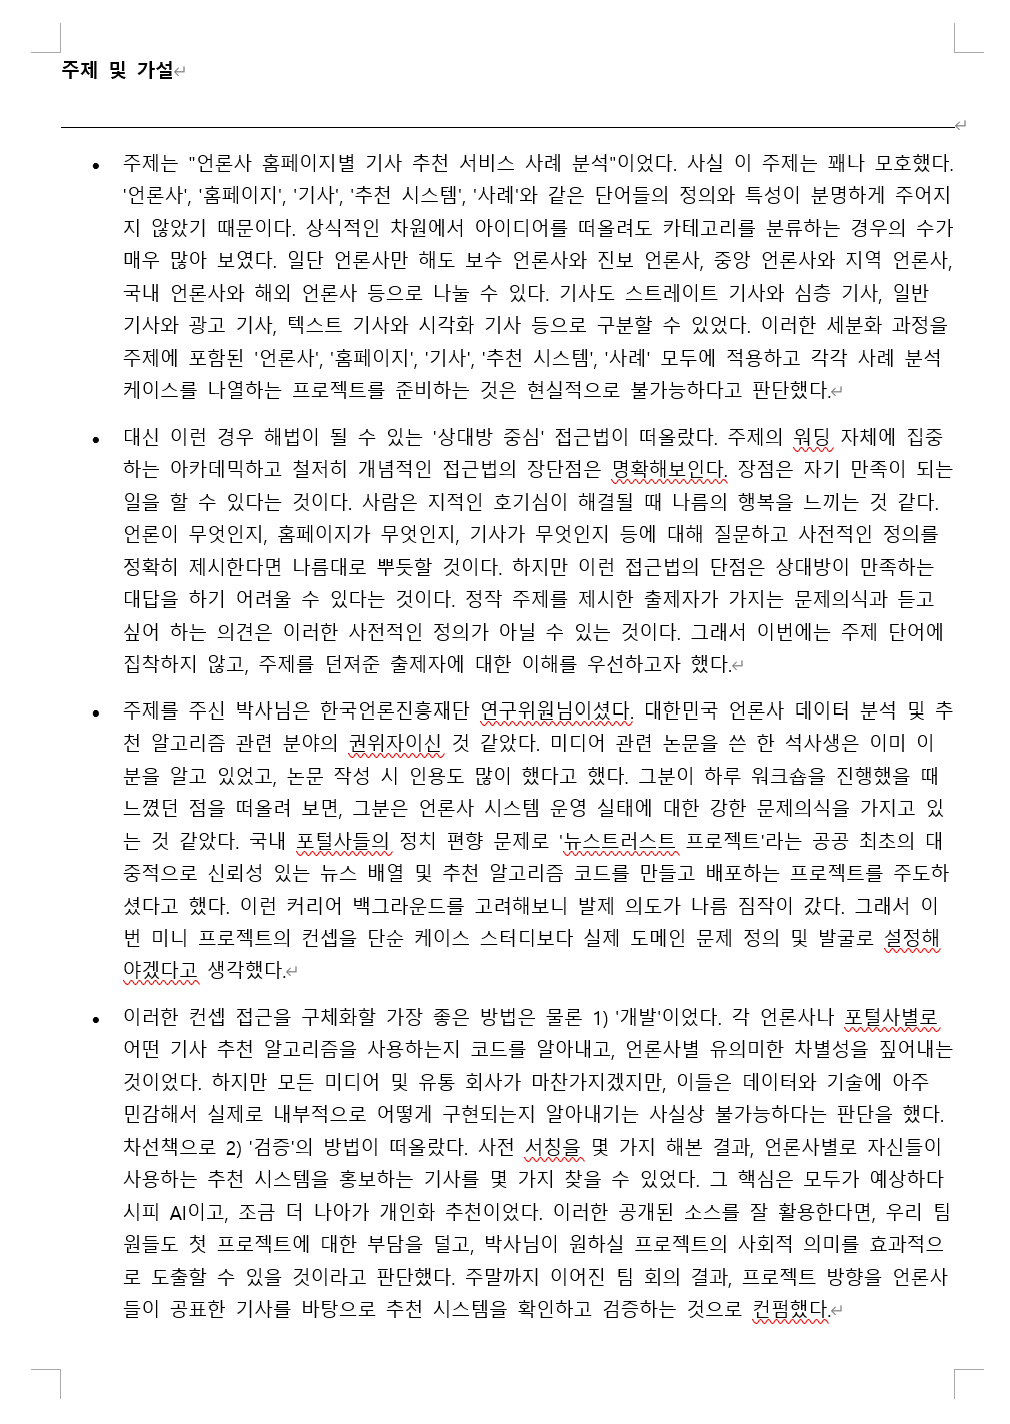 주제 및 가설
• 주제는 "언론사 홈페이지별 기사 추천 서비스 사례 분석"이었다. 사실 이 주제는 꽤나 모호했다.
'언론사', '홈페이지', '기사', '추천 시스템', '사례'와 같은 단어들의 정의와 특성이 분명하게 주어지
지 않았기 때문이다. 상식적인 차원에서 아이디어를 떠올려도 카테고리를 분류하는 경우의 수가
매우 많아 보였다. 일단 언론사만 해도 보수 언론사와 진보 언론사, 중앙 언론사와 지역 언론사,
국내 언론사와 해외 언론사 등으로 나눌 수 있다. 기사도 스트레이트 기사와 심층 기사, 일반
기사와 광고 기사, 텍스트 기사와 시각화 기사 등으로 구분할 수 있었다. 이러한 세분화 과정을
주제에 포함된 '언론사', '홈페이지', '기사', '추천 시스템', '사례' 모두에 적용하고 각각 사례 분석
케이스를 나열하는 프로젝트를 준비하는 것은 현실적으로 불가능하다고 판단했다.
• 대신 이런 경우 해법이 될 수 있는 '상대방 중심' 접근법이 떠올랐다. 주제의 워딩 자체에 집중
하는 아카데믹하고 철저히 개념적인 접근법의 장단점은 명확해보인다. 장점은 자기 만족이 되는
일을 할 수 있다는 것이다. 사람은 지적인 호기심이 해결될 때 나름의 행복을 느끼는 것 같다.
언론이 무엇인지, 홈페이지가 무엇인지, 기사가 무엇인지 등에 대해 질문하고 사전적인 정의를
정확히 제시한다면 나름대로 뿌듯할 것이다. 하지만 이런 접근법의 단점은 상대방이 만족하는
대답을 하기 어려울 수 있다는 것이다. 정작 주제를 제시한 출제자가 가지는 문제의식과 듣고
싶어 하는 의견은 이러한 사전적인 정의가 아닐 수 있는 것이다. 그래서 이번에는 주제 단어에
집착하지 않고, 주제를 던져준 출제자에 대한 이해를 우선하고자 했다.
• 주제를 주신 박사님은 한국언론진흥재단 연구위원님이셨다. 대한민국 언론사 데이터 분석 및 추
천 알고리즘 관련 분야의 권위자이신 것 같았다. 미디어 관련 논문을 쓴 한 석사생은 이미 이
분을 알고 있었고, 논문 작성 시 인용도 많이 했다고 했다. 그분이 하루 워크숍을 진행했을 때
느꼈던 점을 떠올려 보면, 그분은 언론사 시스템 운영 실태에 대한 강한 문제의식을 가지고 있
는 것 같았다. 국내 포털사들의 정치 편향 문제로 '뉴스트러스트 프로젝트'라는 공공 최초의 대
중적으로 신뢰성 있는 뉴스 배열 및 추천 알고리즘 코드를 만들고 배포하는 프로젝트를 주도하
셨다고 했다. 이런 커리어 백그라운드를 고려해보니 발제 의도가 나름 짐작이 갔다. 그래서 이
번 미니 프로젝트의 컨셉을 단순 케이스 스터디보다 실제 도메인 문제 정의 및 발굴로 설정해
야겠다고 생각했다.
• 이러한 컨셉 접근을 구체화할 가장 좋은 방법은 물론 1) '개발'이었다. 각 언론사나 포털사별로
어떤 기사 추천 알고리즘을 사용하는지 코드를 알아내고, 언론사별 유의미한 차별성을 짚어내는
것이었다. 하지만 모든 미디어 및 유통 회사가 마찬가지겠지만, 이들은 데이터와 기술에 아주
민감해서 실제로 내부적으로 어떻게 구현되는지 알아내기는 사실상 불가능하다는 판단을 했다.
차선책으로 2) '검증'의 방법이 떠올랐다. 사전 서칭을 몇 가지 해본 결과, 언론사별로 자신들이
사용하는 추천 시스템을 홍보하는 기사를 몇 가지 찾을 수 있었다. 그 핵심은 모두가 예상하다
시피 AI이고, 조금 더 나아가 개인화 추천이었다. 이러한 공개된 소스를 잘 활용한다면, 우리 팀
원들도 첫 프로젝트에 대한 부담을 덜고, 박사님이 원하실 프로젝트의 사회적 의미를 효과적으
로 도출할 수 있을 것이라고 판단했다. 주말까지 이어진 팀 회의 결과, 프로젝트 방향을 언론사
들이 공표한 기사를 바탕으로 추천 시스템을 확인하고 검증하는 것으로 컨펌했다.